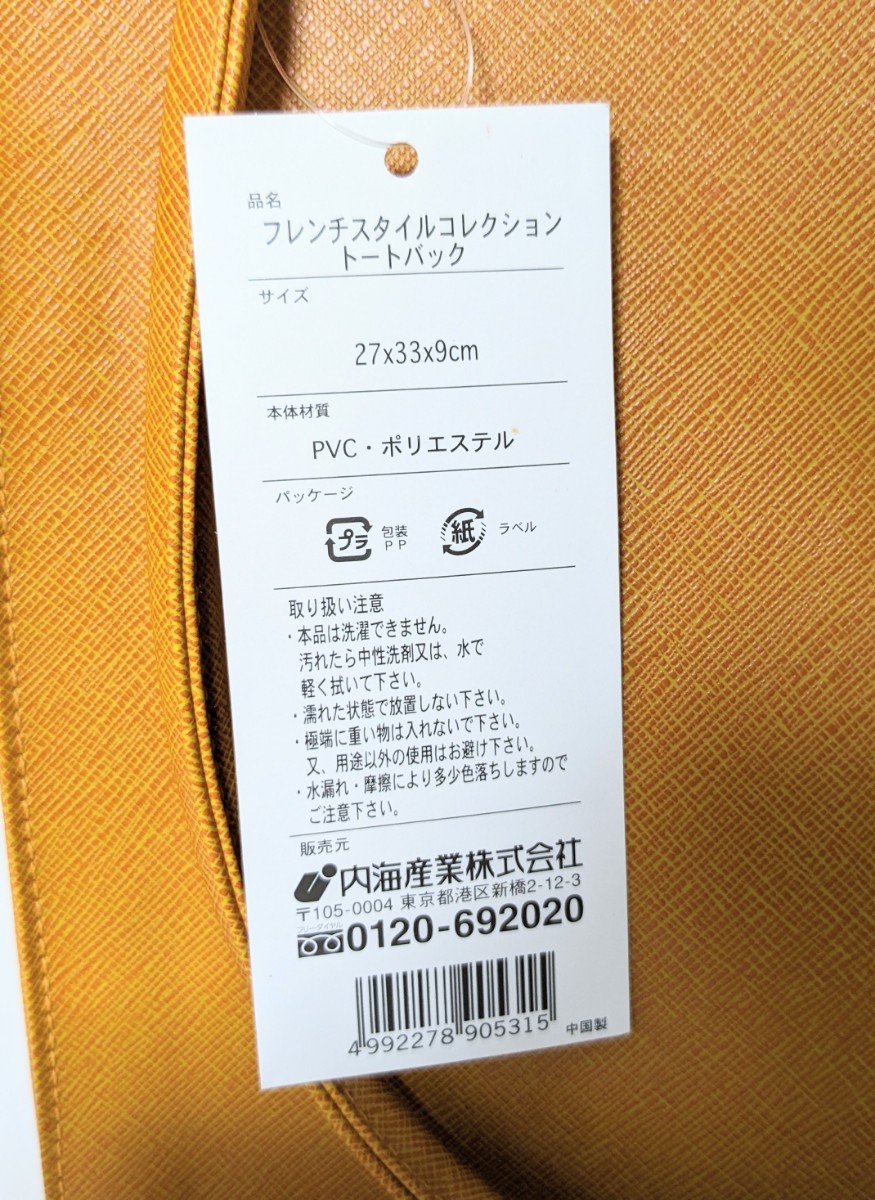 品名
フレンチスタイルコレクション
トートバック
サイズ
27x33x9cm
本体材質
PVC・ポリエステル
パッケージ
プラ 包装
PP
紙 ラベル
取り扱い注意
・本品は洗濯できません。
汚れたら中性洗剤又は、水で
軽く拭いて下さい。
・濡れた状態で放置しない下さい。
・極端に重い物は入れないで下さい。
又、用途以外の使用はお避け下さい。
・水漏れ・摩擦により多少色落ちしますので
ご注意下さい。
販売元
内海産業株式会社
〒105-0004 東京都港区新橋2-12-3
フリーダイヤル
0120-692020
4992278905315
中国製